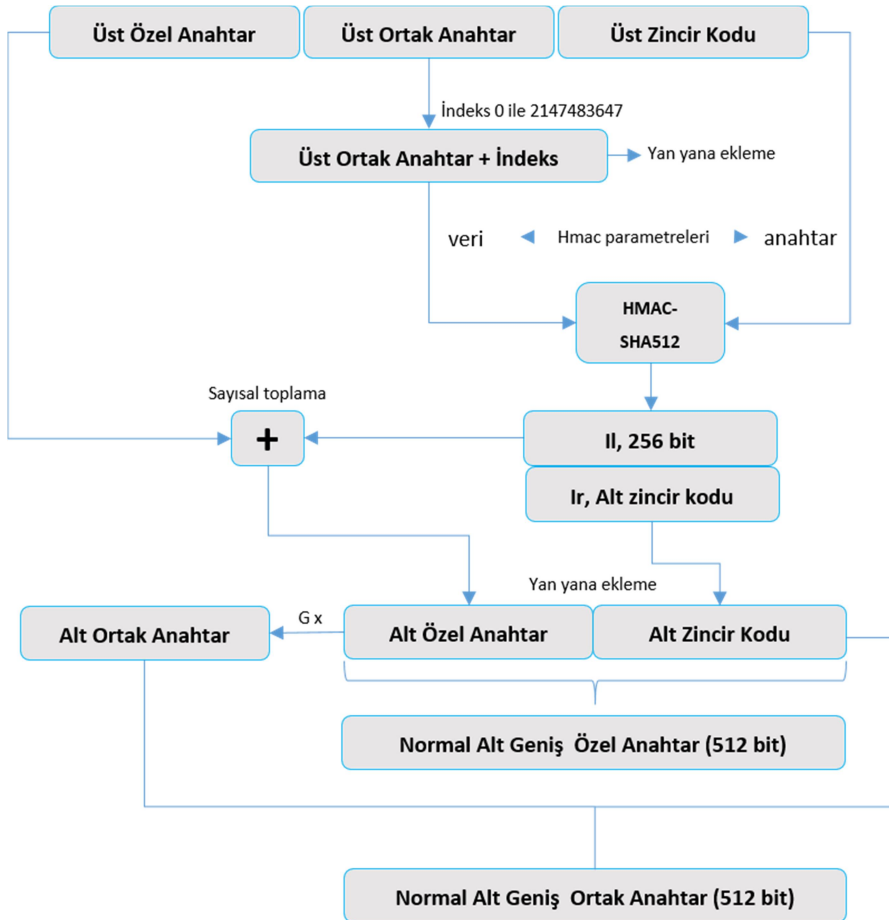 Üst Özel Anahtar
Üst Ortak Anahtar
Üst Zincir Kodu
İndeks 0 ile 2147483647
Üst Ortak Anahtar + İndeks
Yan yana ekleme
veri
Hmac parametreleri
anahtar
HMAC-
SHA512
Sayısal toplama
+
Il, 256 bit
Ir, Alt zincir kodu
Yan yana ekleme
Alt Ortak Anahtar
G x
Alt Özel Anahtar
Alt Zincir Kodu
Normal Alt Geniş Özel Anahtar (512 bit)
Normal Alt Geniş Ortak Anahtar (512 bit)